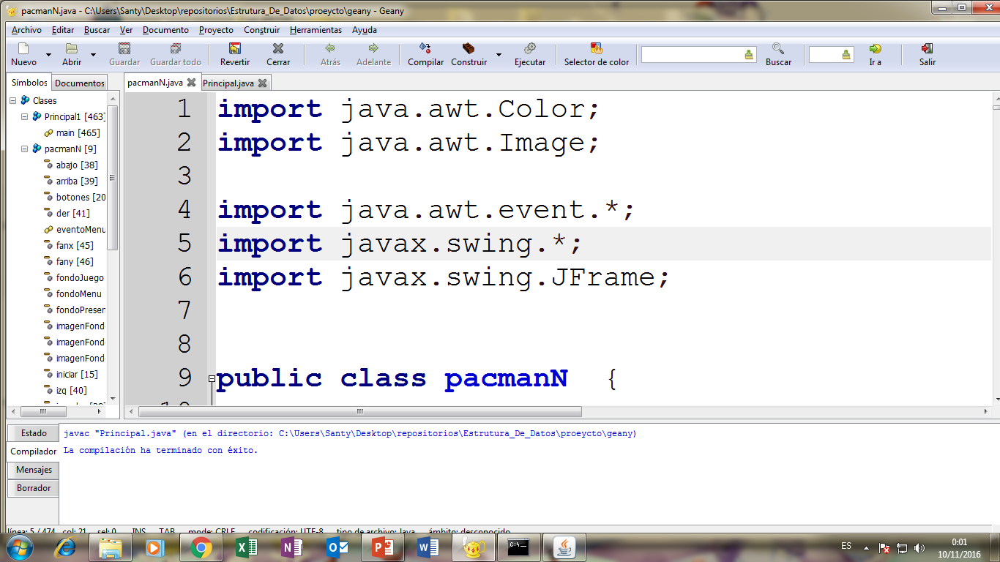 pacmanN.java - C:\Users\Santy\Desktop\repositorios\Estrutura_De_Datos\proeycto\geany - Geany
Archivo Editar Buscar Ver Documento Proyecto Construir Herramientas Ayuda
Nuevo Abrir Guardar Guardar todo Revertir Cerrar Atrás Adelante Compilar Construir Ejecutar Selector de color Buscar Ir a Salir
Símbolos Documentos pacmanN.java Principal.java
Clases
Principal1 [463]
main [465]
pacmanN [9]
abajo [38]
arriba [39]
botones [20
der [41]
eventoMenu
fanx [45]
fany [46]
fondoJuego
fondoMenu
fondoPresen
imagenFond
imagenFond
imagenFond
iniciar [15]
izq [40]
1 import java.awt.Color;
2 import java.awt.Image;
3
4 import java.awt.event.*;
5 import javax.swing.*;
6 import javax.swing.JFrame;
7
8
9 public class pacmanN {
Estado
Compilador
Mensajes
Borrador
javac "Principal.java" (en el directorio: C:\Users\Santy\Desktop\repositorios\Estrutura_De_Datos\proeycto\geany)
La compilación ha terminado con éxito.
línea: 5 / 474 col: 21 sel: 0 INS TAB mode: CRLF codificación: UTF-8 tipo de archivo: Java ámbito: desconocido
C:\_
ES 0:01
10/11/2016